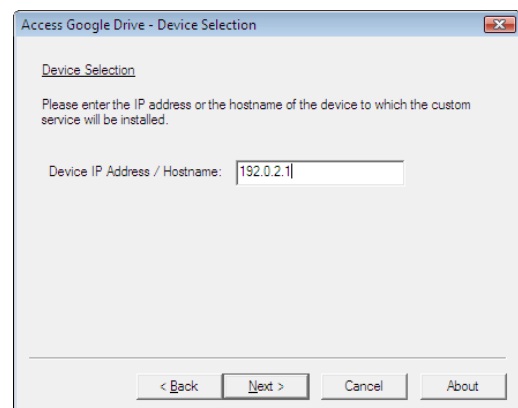 Access Google Drive - Device Selection
Device Selection
Please enter the IP address or the hostname of the device to which the custom
service will be installed.
Device IP Address / Hostname: 192.0.2.1
< Back Next > Cancel About